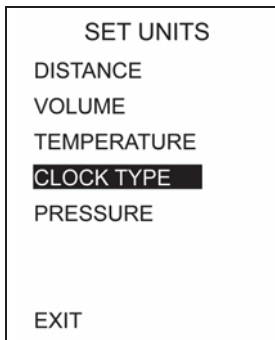 SET UNITS
DISTANCE
VOLUME
TEMPERATURE
CLOCK TYPE
PRESSURE
EXIT